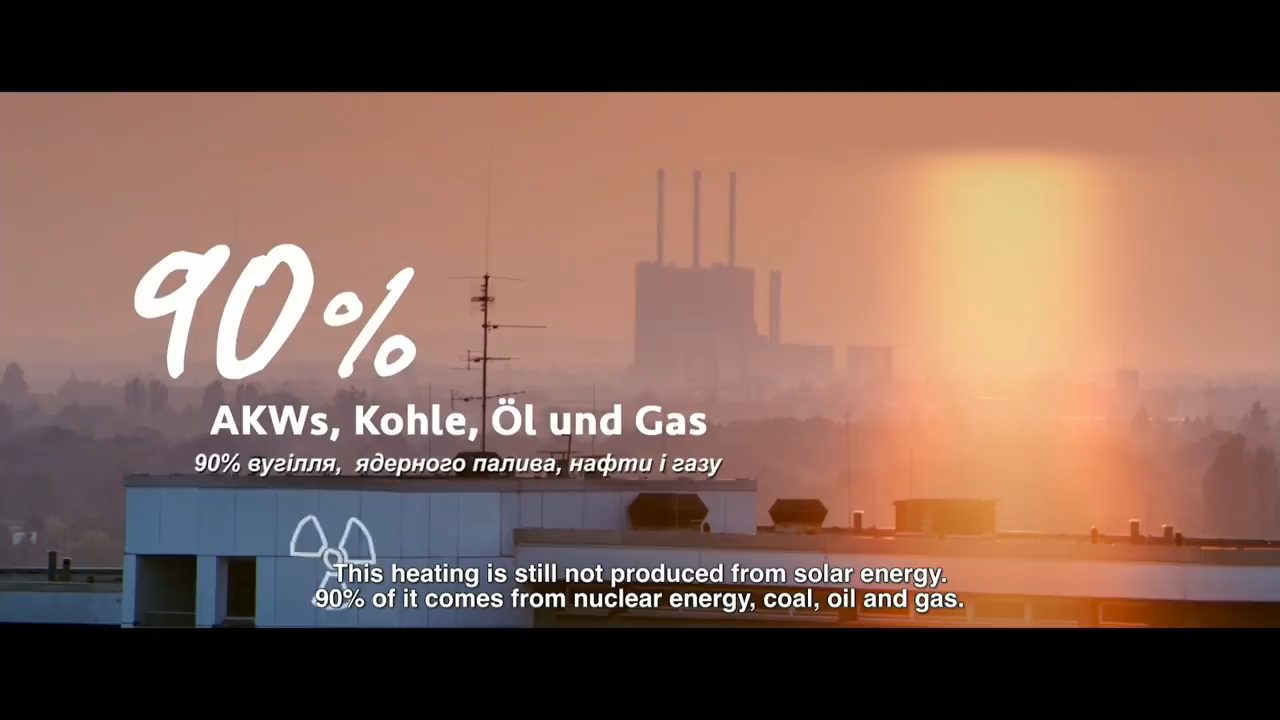 90%
AKWs, Kohle, Öl und Gas
90% вугілля, ядерного палива, нафти і газу
This heating is still not produced from solar energy.
90% of it comes from nuclear energy, coal, oil and gas.